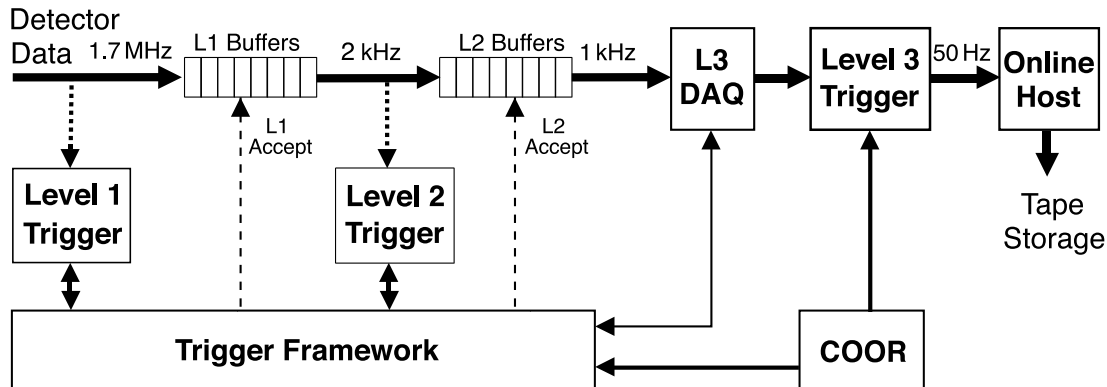 Detector
Data
1.7 MHz
L1 Buffers
2 kHz
L2 Buffers
1 kHz
L3
DAQ
Level 3
Trigger
50 Hz
Online
Host
L1
Accept
L2
Accept
Level 1
Trigger
Level 2
Trigger
Tape
Storage
Trigger Framework
COOR